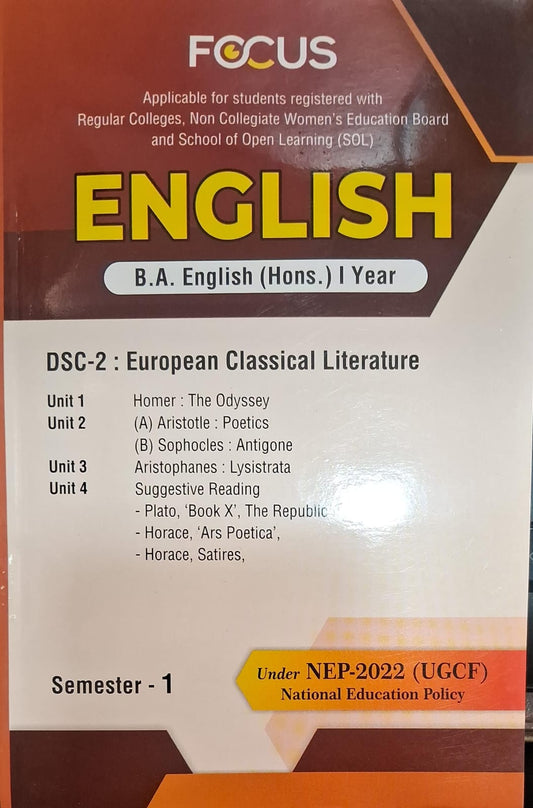 FOCUS
Applicable for students registered with
Regular Colleges, Non Collegiate Women's Education Board
and School of Open Learning (SOL)
ENGLISH
B.A. English (Hons.) I Year
DSC-2 : European Classical Literature
Unit 1 Homer : The Odyssey
Unit 2 (A) Aristotle : Poetics
(B) Sophocles : Antigone
Unit 3 Aristophanes : Lysistrata
Unit 4 Suggestive Reading
- Plato, 'Book X', The Republic
- Horace, 'Ars Poetica',
- Horace, Satires,
Semester - 1
Under NEP-2022 (UGCF)
National Education Policy